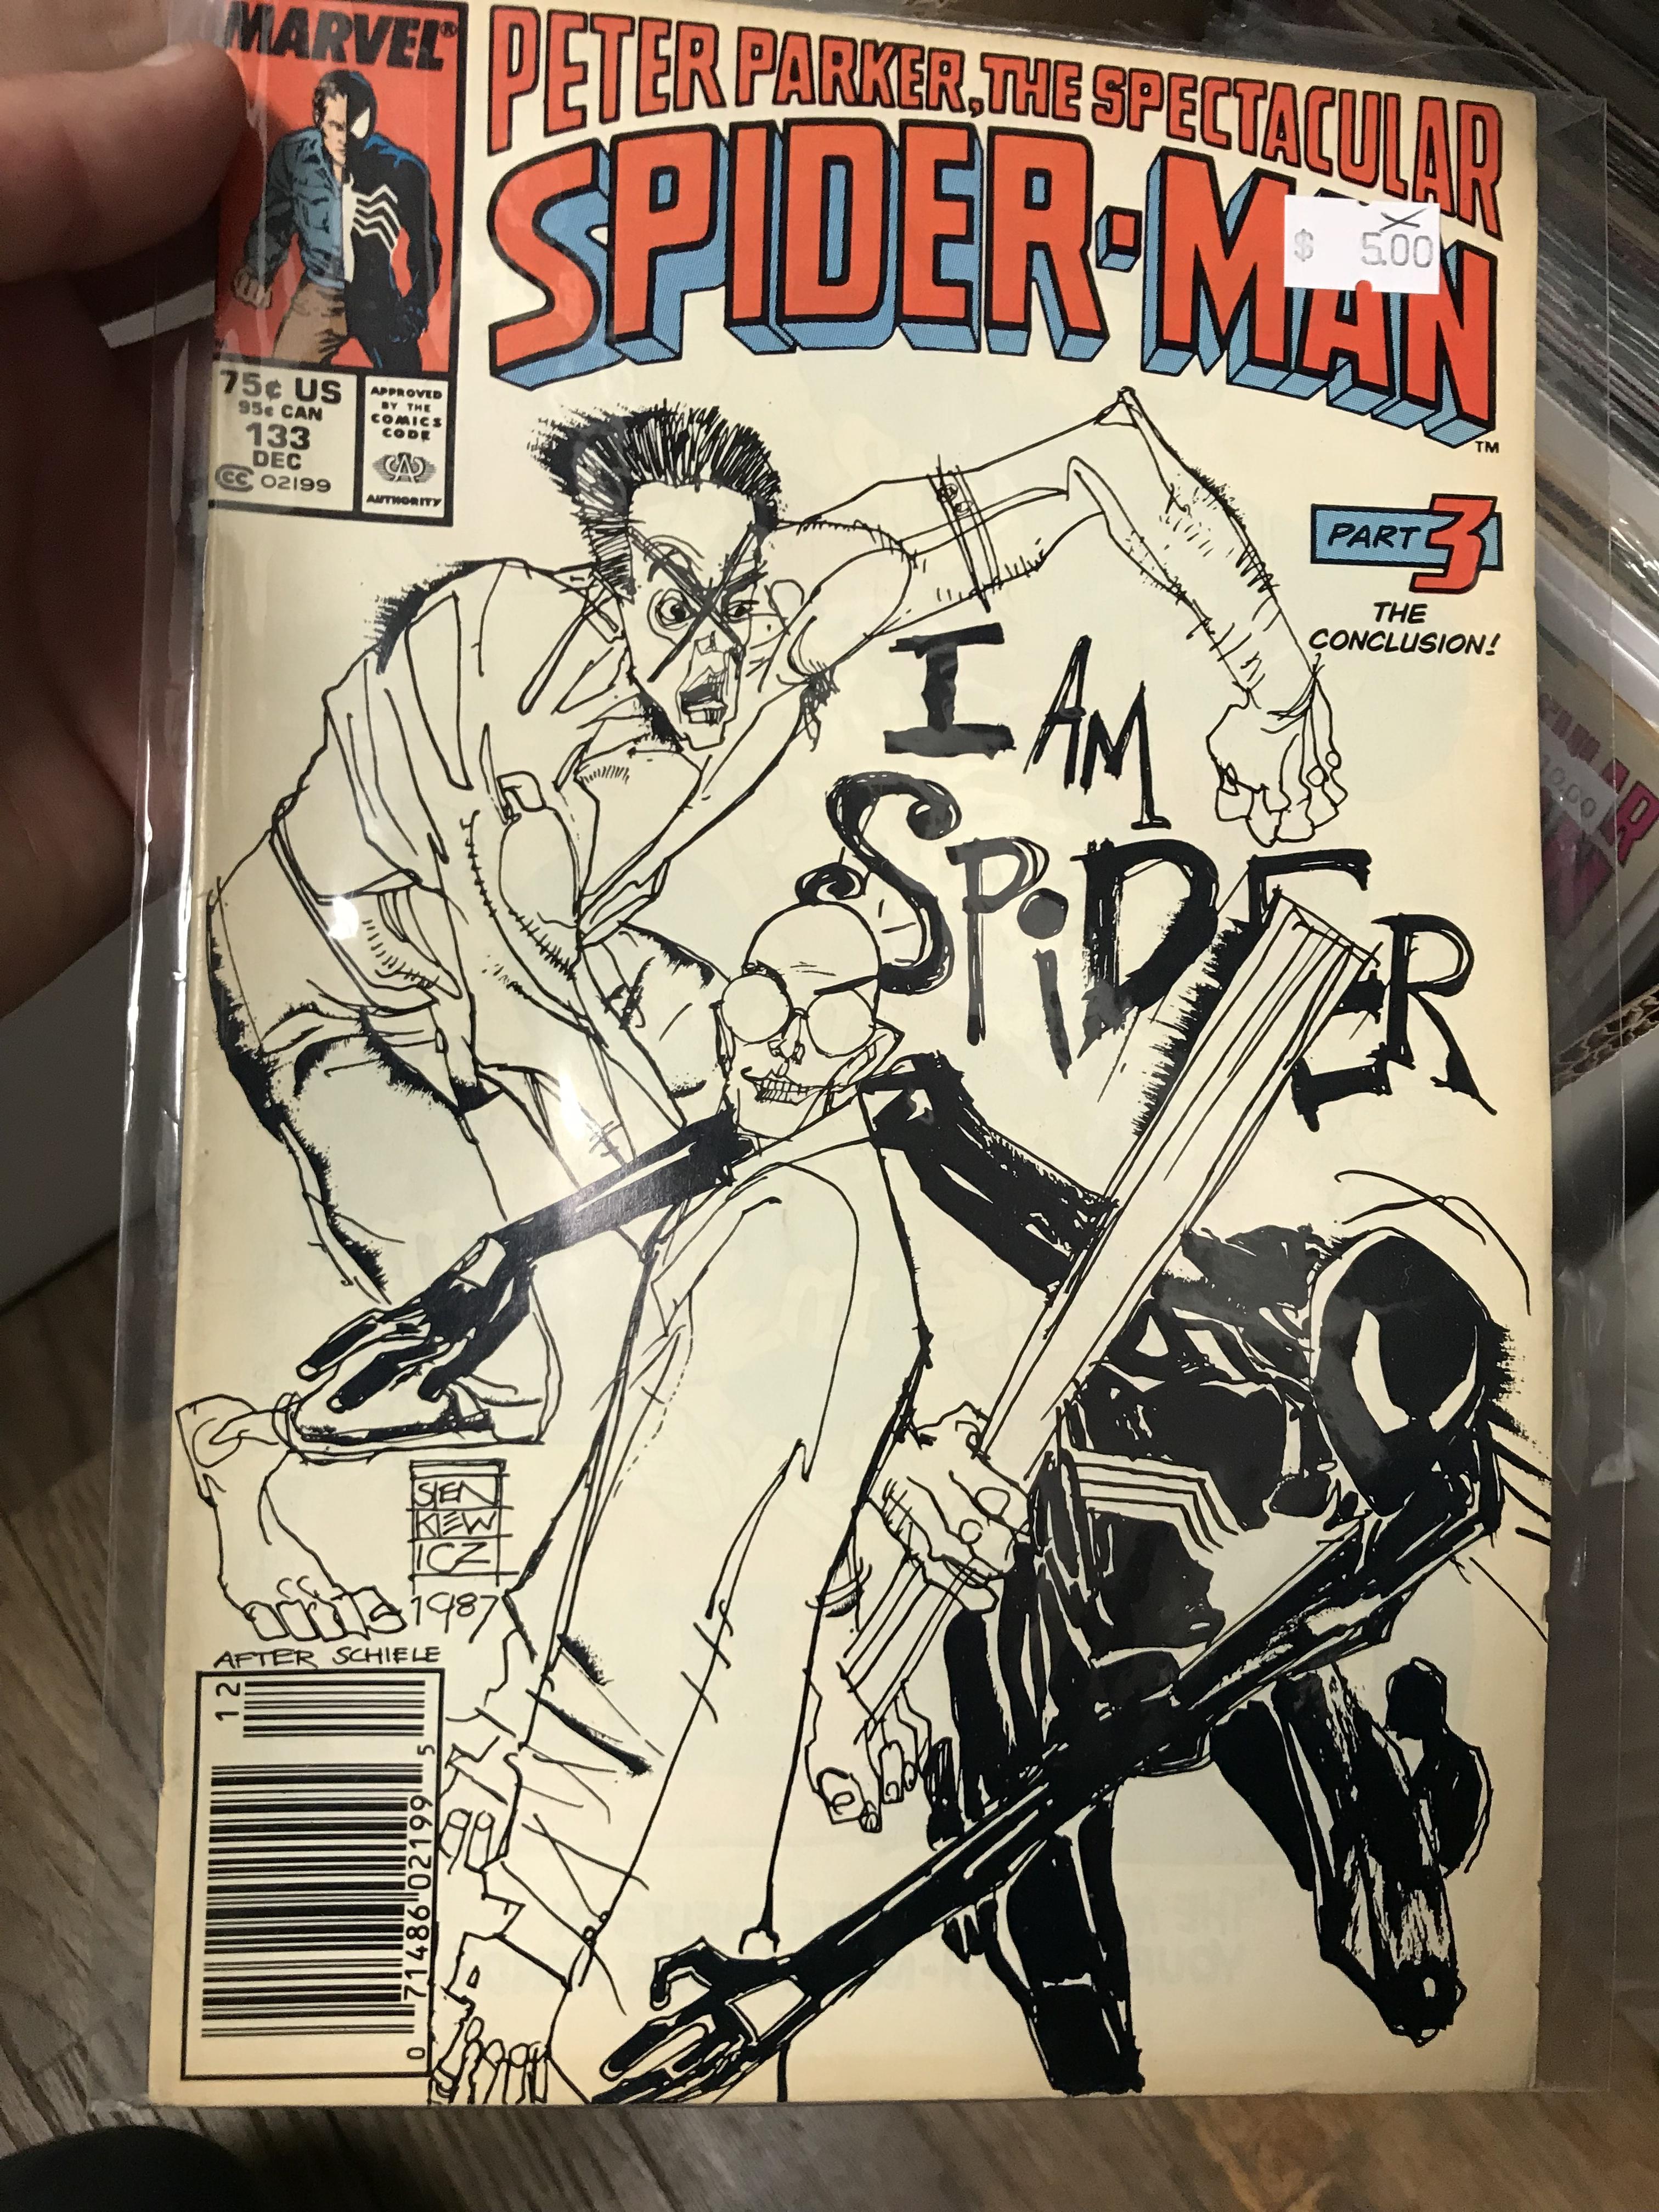 MARVEL®
PETER PARKER, THE SPECTACULAR
SPIDER-MAN
TM
$ 5.00
75¢ US
95¢ CAN
133
DEC
CC 02199
APPROVED
BY THE
COMICS
CODE
CA
AUTHORITY
PART 3
THE
CONCLUSION!
I AM
SPiDER
SIEN
KIEW
ICZ
1987
AFTER SCHIELE
12
0 71486 02199 5